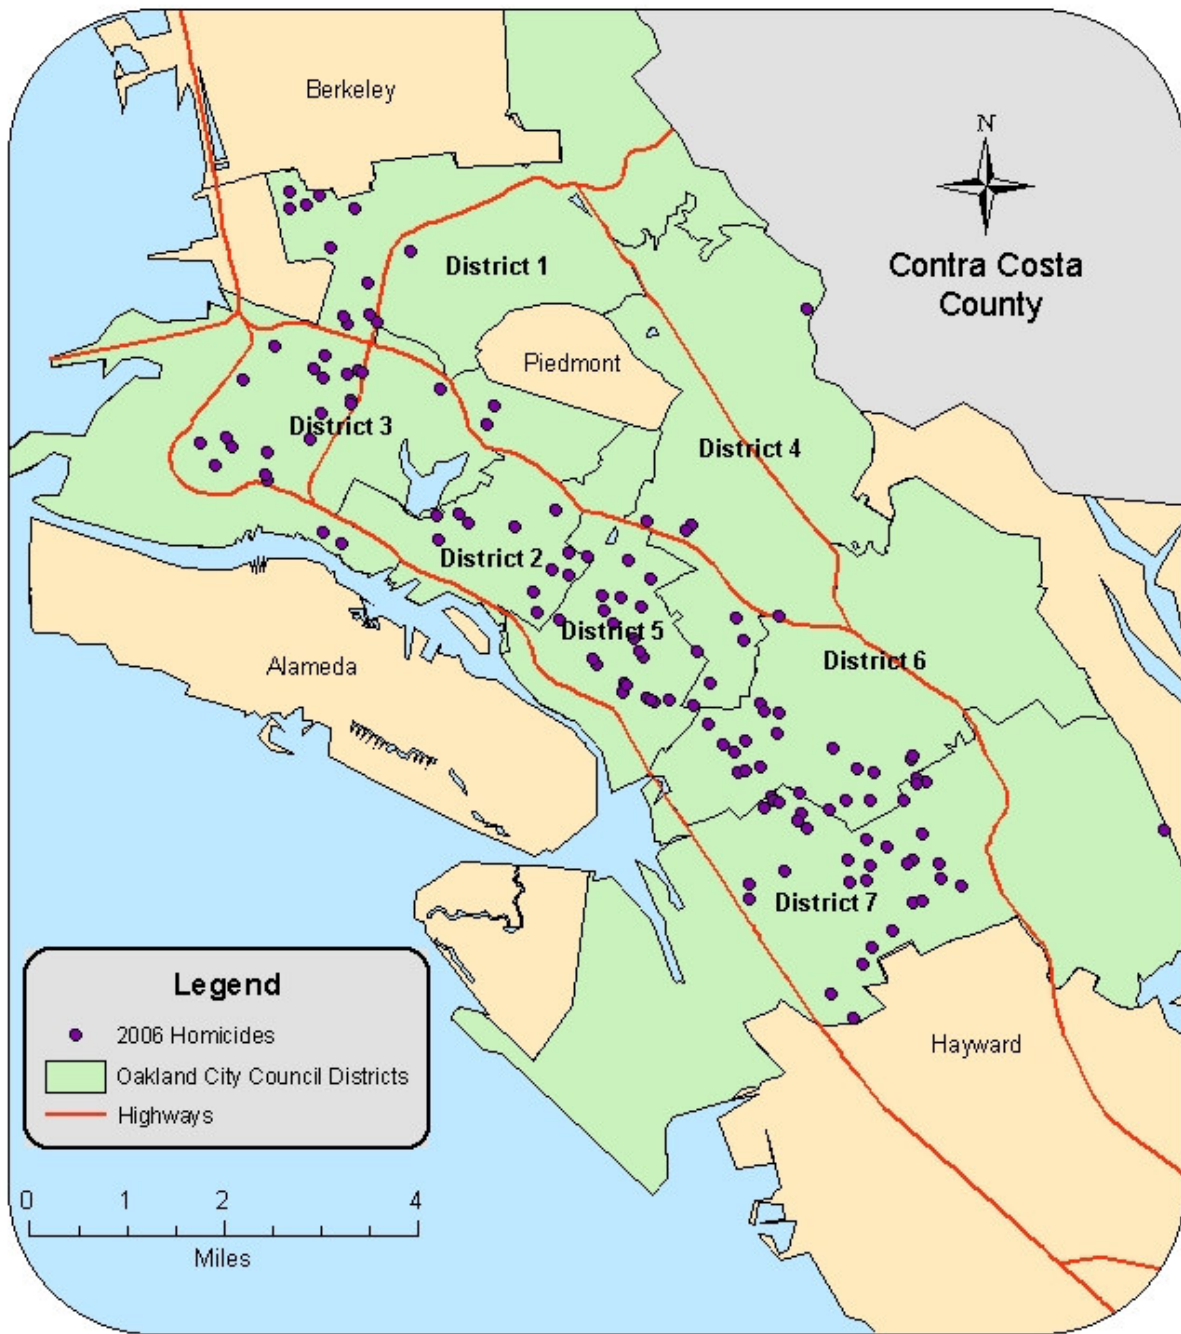 Berkeley
N
Contra Costa
County
District 1
Piedmont
District 3
District 4
District 2
District 5
District 6
Alameda
District 7
Hayward
Legend
2006 Homicides
Oakland City Council Districts
Highways
0 1 2 4
Miles